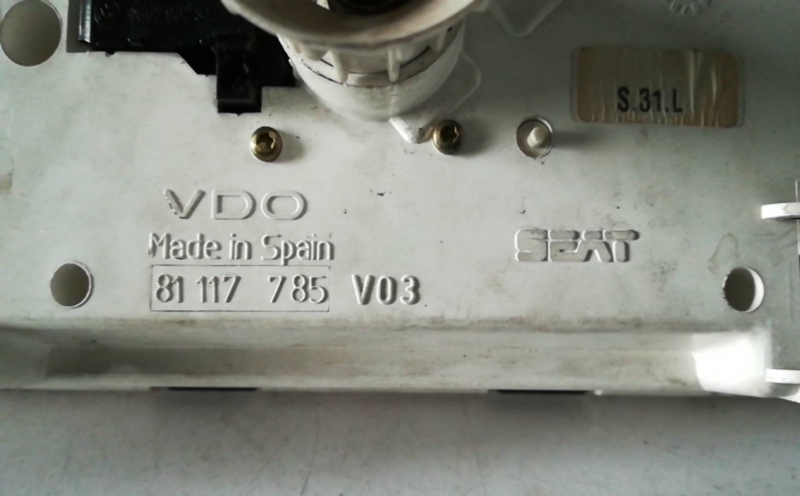 S.31.L
VDO
Made in Spain
SEAT
81 117 785 V03